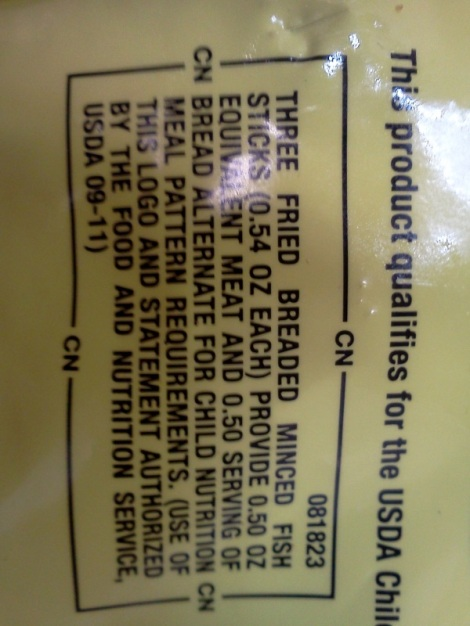 This product qualifies for the USDA
CN
081823
THREE FRIED BREADED MINCED FISH
STICKS (0.54 OZ EACH) PROVIDE 0.50 OZ
EQUIVALENT MEAT AND 0.50 SERVING OF
CN BREAD ALTERNATE FOR CHILD NUTRITION CN
MEAL PATTERN REQUIREMENTS. (USE OF
THIS LOGO AND STATEMENT AUTHORIZED
BY THE FOOD AND NUTRITION SERVICE,
USDA 09-11)
CN